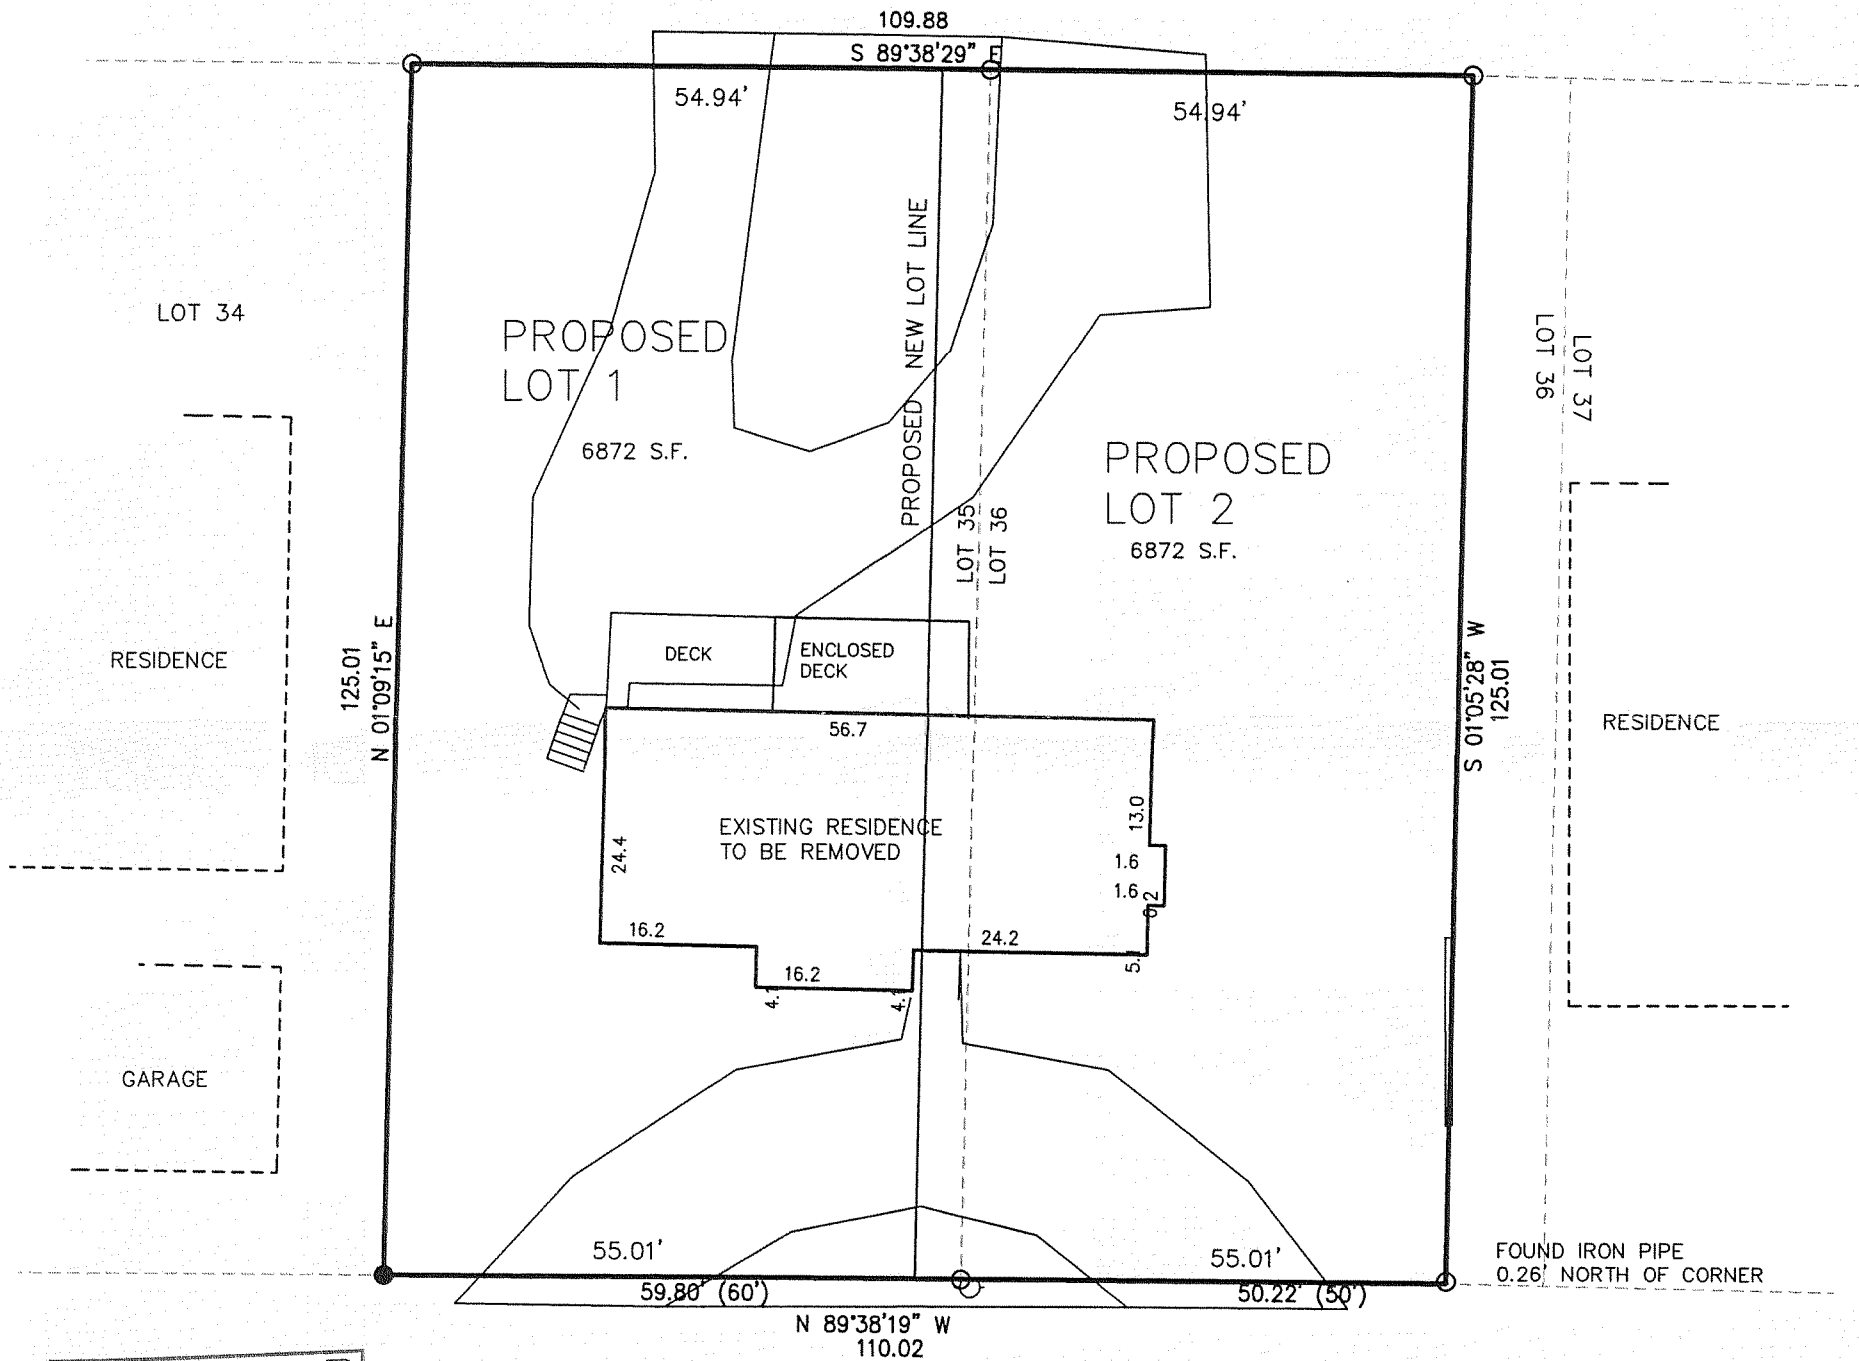 109.88
S 89°38'29" E
54.94'
54.94'
LOT 34
PROPOSED
LOT 1
6872 S.F.
PROPOSED NEW LOT LINE
LOT 35
LOT 36
PROPOSED
LOT 2
6872 S.F.
LOT 36
LOT 37
125.01
N 01°09'15" E
S 01°05'28" W
125.01
RESIDENCE
DECK
ENCLOSED
DECK
56.7
RESIDENCE
EXISTING RESIDENCE
TO BE REMOVED
24.4
13.0
1.6
1.6
16.2
24.2
16.2
4.1
4.1
GARAGE
55.01'
55.01'
FOUND IRON PIPE
0.26' NORTH OF CORNER
59.80' (60')
50.22' (50')
N 89°38'19" W
110.02